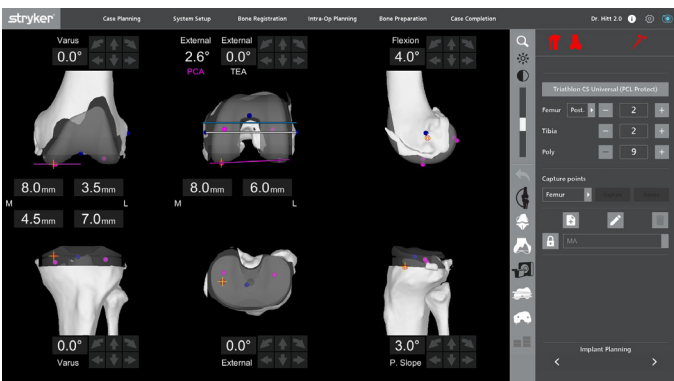 stryker
Case Planning
System Setup
Bone Registration
Intra-Op Planning
Bone Preparation
Case Completion
Dr. Hitt 2.0
Varus
0.0°
External External
2.6° 0.0°
PCA TEA
Flexion
4.0°
8.0mm 3.5mm
M L
4.5mm 7.0mm
8.0mm 6.0mm
M L
0.0°
Varus
0.0°
External
3.0°
P. Slope
Triathlon CS Universal (PCL Protect)
Femur Post. − 2 +
Tibia − 2 +
Poly − 9 +
Capture points
Femur
MA
Implant Planning